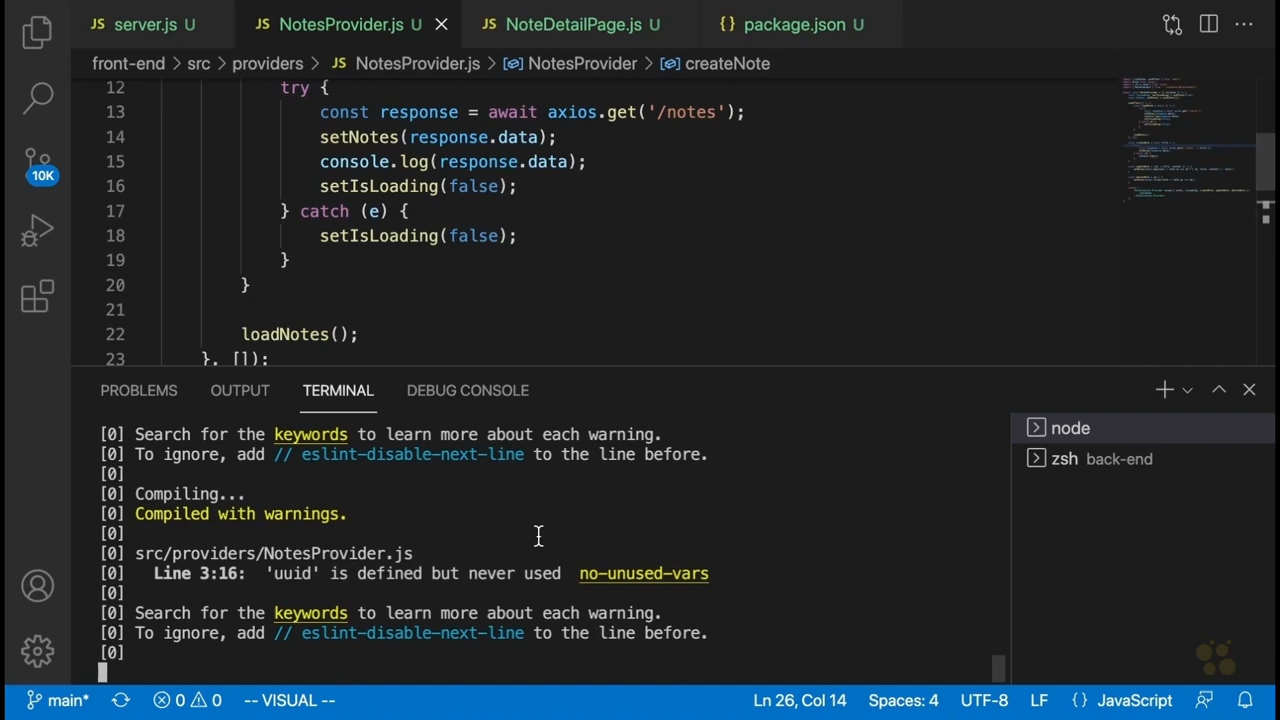 JS server.js U
JS NotesProvider.js U
JS NoteDetailPage.js U
{} package.json U
front-end > src > providers > JS NotesProvider.js > NotesProvider > createNote
12 try {
13 const response = await axios.get('/notes');
14 setNotes(response.data);
15 console.log(response.data);
16 setIsLoading(false);
17 } catch (e) {
18 setIsLoading(false);
19 }
20 }
21
22 loadNotes();
23 }, []);
10K
PROBLEMS OUTPUT TERMINAL DEBUG CONSOLE
[0] Search for the keywords to learn more about each warning.
[0] To ignore, add // eslint-disable-next-line to the line before.
[0]
[0] Compiling...
[0] Compiled with warnings.
[0]
[0] src/providers/NotesProvider.js
[0] Line 3:16: 'uuid' is defined but never used no-unused-vars
[0]
[0] Search for the keywords to learn more about each warning.
[0] To ignore, add // eslint-disable-next-line to the line before.
[0]
node
zsh back-end
main* 0 0 -- VISUAL -- Ln 26, Col 14 Spaces: 4 UTF-8 LF {} JavaScript